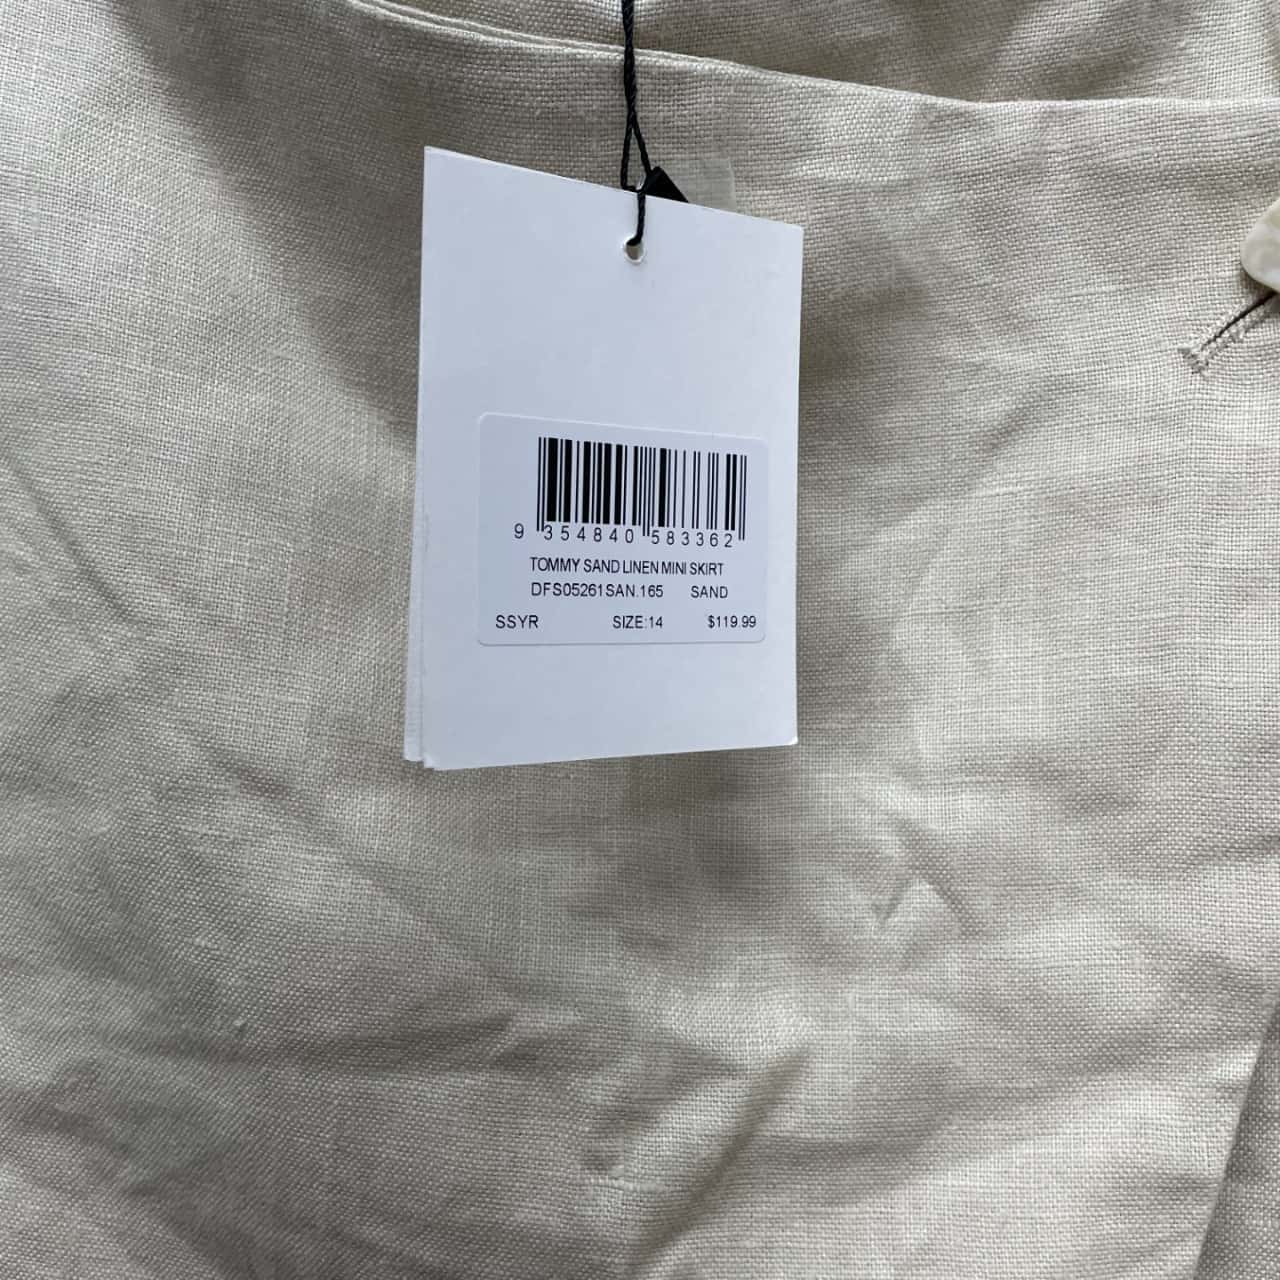 9 354840 583362
TOMMY SAND LINEN MINI SKIRT
DFS05261SAN.165 SAND
SSYR SIZE:14 $119.99